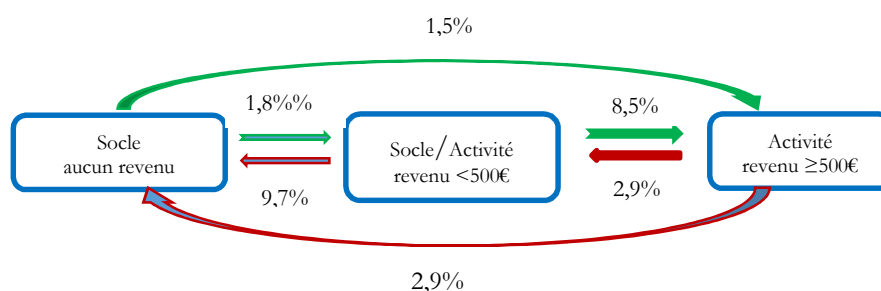 1,5%
1,8%%
8,5%
Socle
aucun revenu
Socle/Activité
revenu <500€
Activité
revenu ≥500€
9,7%
2,9%
2,9%